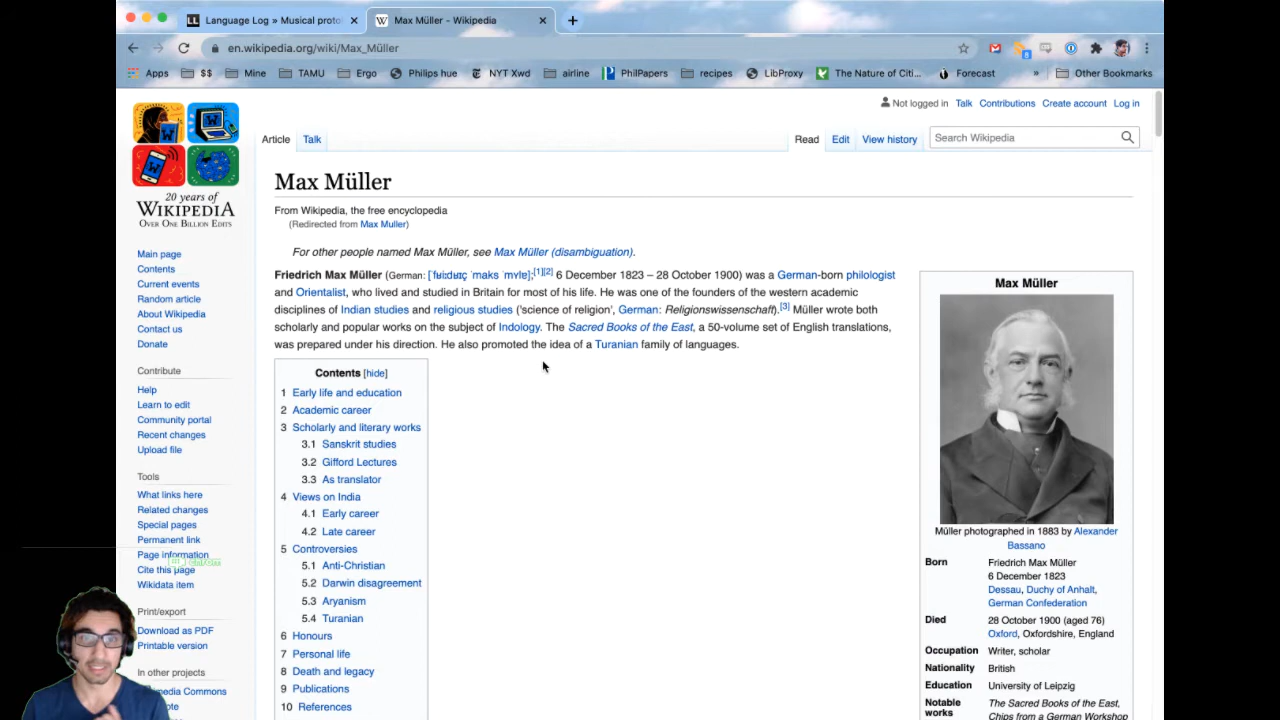 Language Log » Musical proto
Max Müller - Wikipedia
en.wikipedia.org/wiki/Max_Müller
8
Apps
$$
Mine
TAMU
Ergo
Philips hue
NYT Xwd
airline
PhilPapers
recipes
LibProxy
The Nature of Citi...
Forecast
»
Other Bookmarks
Not logged in Talk Contributions Create account Log in
Article Talk
Read Edit View history
Search Wikipedia
20 years of
WIKIPEDIA
OVER ONE BILLION EDITS
Main page
Contents
Current events
Random article
About Wikipedia
Contact us
Donate
Contribute
Help
Learn to edit
Community portal
Recent changes
Upload file
Tools
What links here
Related changes
Special pages
Permanent link
Page information
Cite this page
Wikidata item
Print/export
Download as PDF
Printable version
In other projects
Max Müller
From Wikipedia, the free encyclopedia
(Redirected from Max Muller)
For other people named Max Müller, see Max Müller (disambiguation).
Friedrich Max Müller (German: [ˈfʁiːdʁɪç ˈmaks ˈmʏlɐ];[1][2] 6 December 1823 – 28 October 1900) was a German-born philologist
and Orientalist, who lived and studied in Britain for most of his life. He was one of the founders of the western academic
disciplines of Indian studies and religious studies ('science of religion', German: Religionswissenschaft).[3] Müller wrote both
scholarly and popular works on the subject of Indology. The Sacred Books of the East, a 50-volume set of English translations,
was prepared under his direction. He also promoted the idea of a Turanian family of languages.
Contents [hide]
1 Early life and education
2 Academic career
3 Scholarly and literary works
3.1 Sanskrit studies
3.2 Gifford Lectures
3.3 As translator
4 Views on India
4.1 Early career
4.2 Late career
5 Controversies
5.1 Anti-Christian
5.2 Darwin disagreement
5.3 Aryanism
5.4 Turanian
6 Honours
7 Personal life
8 Death and legacy
9 Publications
10 References
Max Müller
Müller photographed in 1883 by Alexander
Bassano
Born Friedrich Max Müller
6 December 1823
Dessau, Duchy of Anhalt,
German Confederation
Died 28 October 1900 (aged 76)
Oxford, Oxfordshire, England
Occupation Writer, scholar
Nationality British
Education University of Leipzig
Notable works The Sacred Books of the East,
Chips from a German Workshop